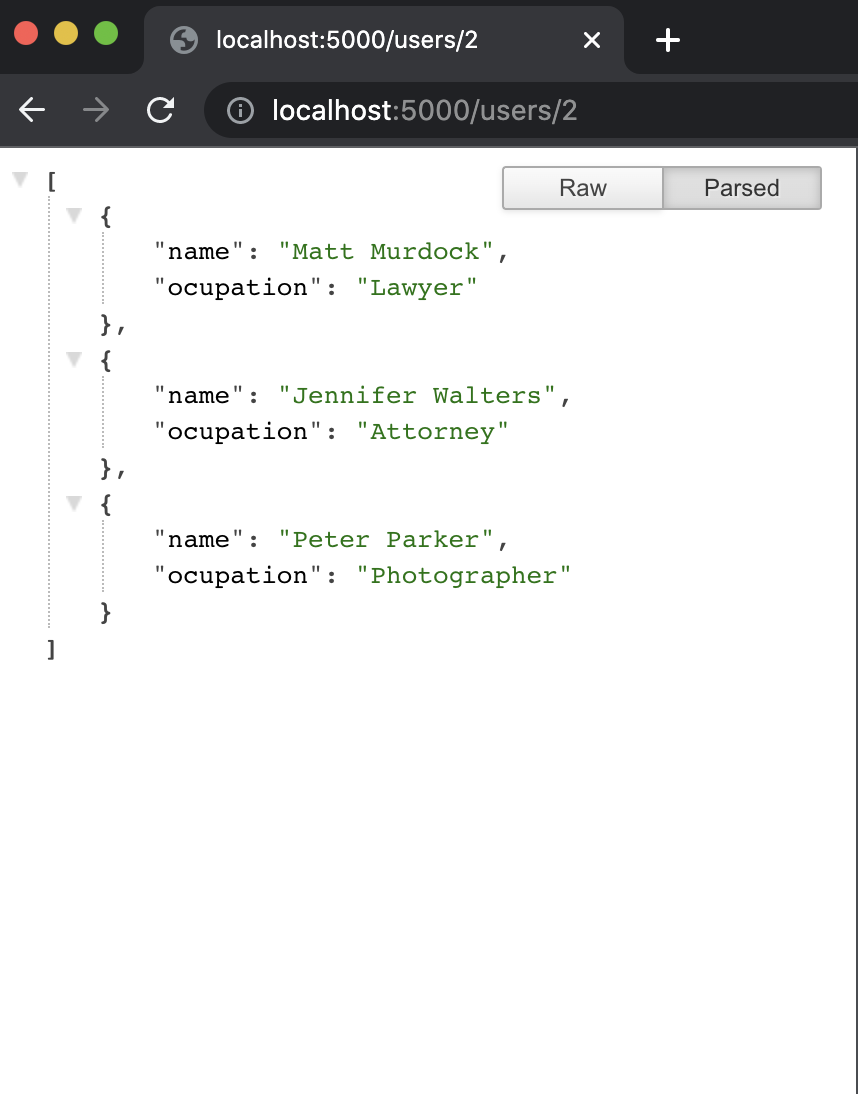 localhost:5000/users/2
localhost:5000/users/2
Raw Parsed
[
{
"name": "Matt Murdock",
"ocupation": "Lawyer"
},
{
"name": "Jennifer Walters",
"ocupation": "Attorney"
},
{
"name": "Peter Parker",
"ocupation": "Photographer"
}
]